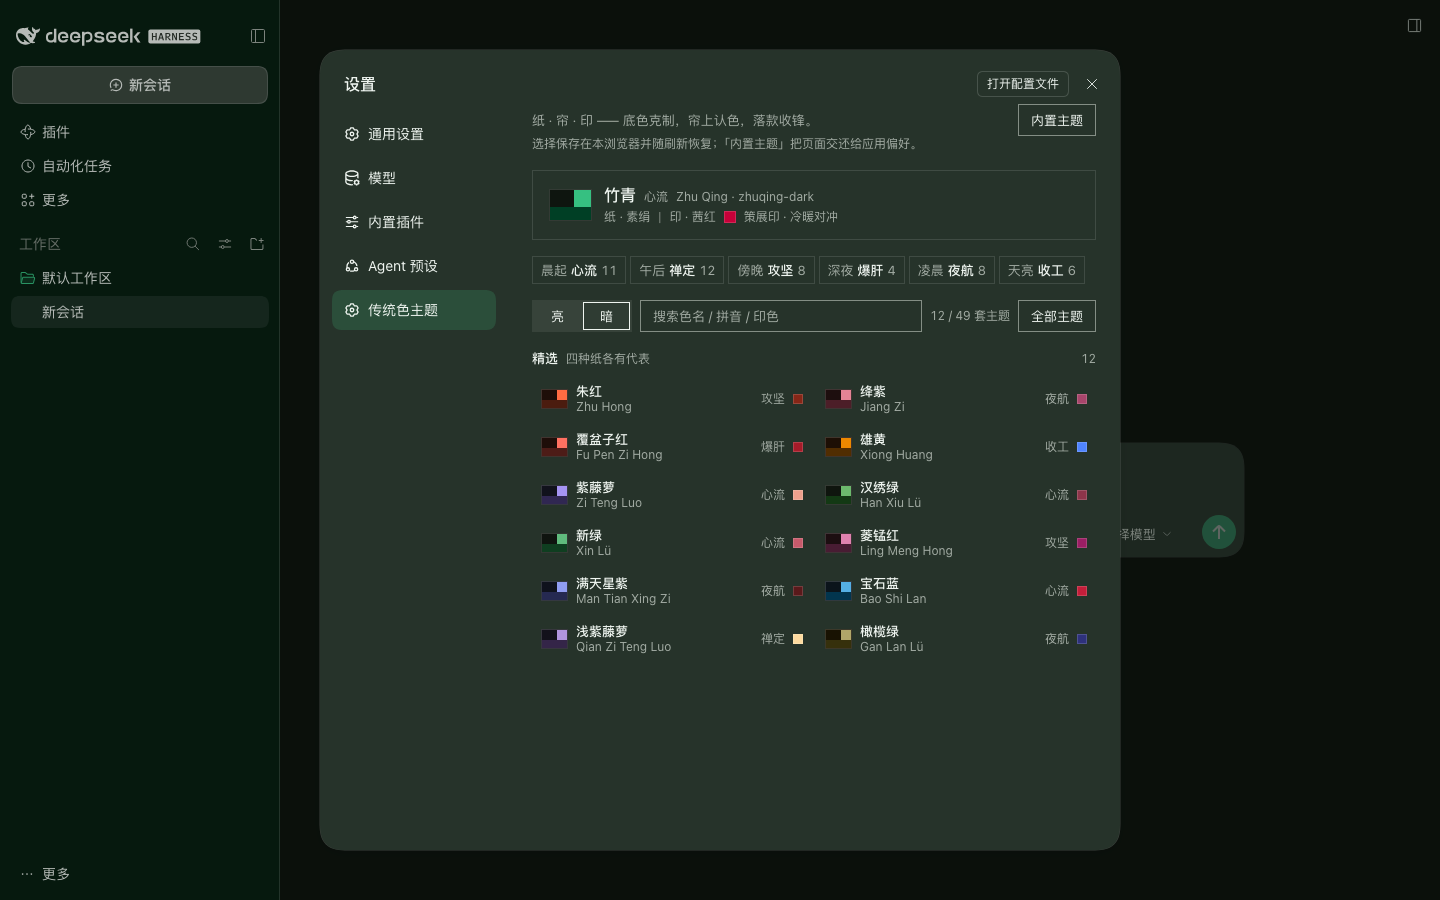 deepseek HARNESS
新会话
插件
自动化任务
更多
工作区
默认工作区
新会话
更多
设置
打开配置文件
通用设置
模型
内置插件
Agent 预设
传统色主题
纸 · 帘 · 印 —— 底色克制，帘上认色，落款收锋。
选择保存在本浏览器并随刷新恢复；「内置主题」把页面交还给应用偏好。
内置主题
竹青 心流 Zhu Qing · zhuqing-dark
纸 · 素绢 | 印 · 茜红 策展印 · 冷暖对冲
晨起 心流 11
午后 禅定 12
傍晚 攻坚 8
深夜 爆肝 4
凌晨 夜航 8
天亮 收工 6
亮 暗
搜索色名 / 拼音 / 印色
12 / 49 套主题
全部主题
精选 四种纸各有代表 12
朱红 攻坚
Zhu Hong
绛紫 夜航
Jiang Zi
覆盆子红 爆肝
Fu Pen Zi Hong
雄黄 收工
Xiong Huang
紫藤萝 心流
Zi Teng Luo
汉绣绿 心流
Han Xiu Lü
新绿 心流
Xin Lü
菱锰红 攻坚
Ling Meng Hong
满天星紫 夜航
Man Tian Xing Zi
宝石蓝 心流
Bao Shi Lan
浅紫藤萝 禅定
Qian Zi Teng Luo
橄榄绿 夜航
Gan Lan Lü
择模型